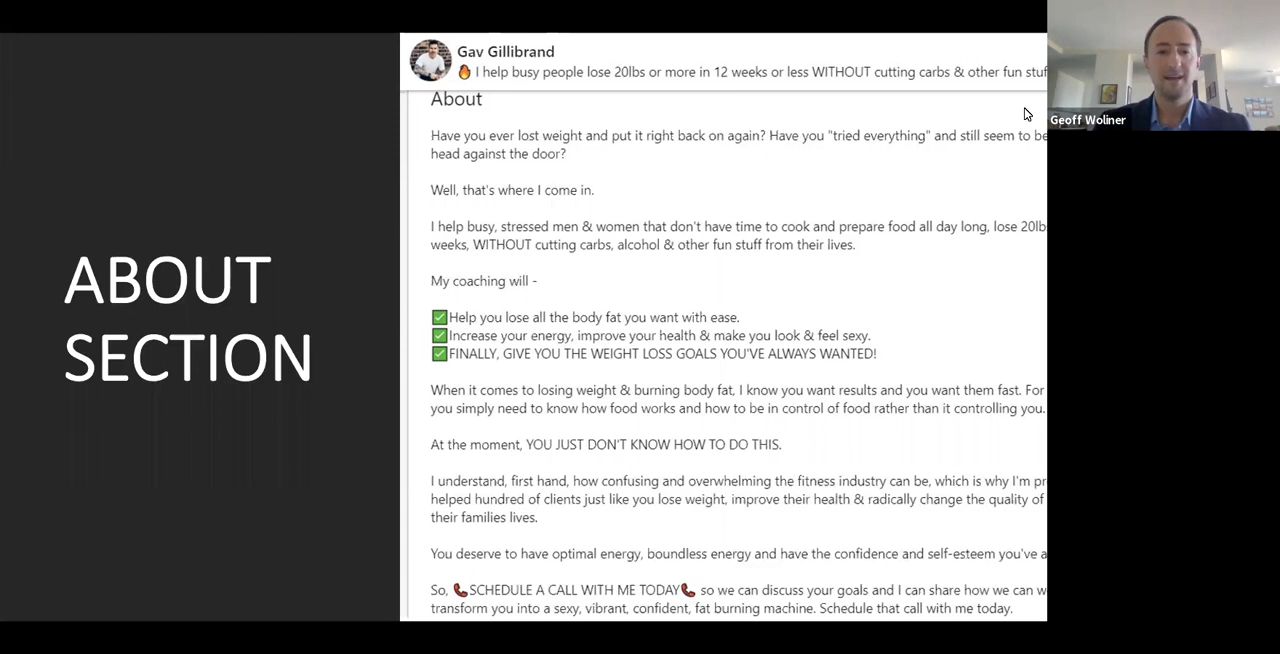 ABOUT
SECTION
Gav Gillibrand
🔥 I help busy people lose 20lbs or more in 12 weeks or less WITHOUT cutting carbs & other fun stuf
About
Have you ever lost weight and put it right back on again? Have you "tried everything" and still seem to be
head against the door?
Well, that's where I come in.
I help busy, stressed men & women that don't have time to cook and prepare food all day long, lose 20lb
weeks, WITHOUT cutting carbs, alcohol & other fun stuff from their lives.
My coaching will -
✅Help you lose all the body fat you want with ease.
✅Increase your energy, improve your health & make you look & feel sexy.
✅FINALLY, GIVE YOU THE WEIGHT LOSS GOALS YOU'VE ALWAYS WANTED!
When it comes to losing weight & burning body fat, I know you want results and you want them fast. For
you simply need to know how food works and how to be in control of food rather than it controlling you.
At the moment, YOU JUST DON'T KNOW HOW TO DO THIS.
I understand, first hand, how confusing and overwhelming the fitness industry can be, which is why I'm pr
helped hundred of clients just like you lose weight, improve their health & radically change the quality of
their families lives.
You deserve to have optimal energy, boundless energy and have the confidence and self-esteem you've a
So, 📞SCHEDULE A CALL WITH ME TODAY📞 so we can discuss your goals and I can share how we can w
transform you into a sexy, vibrant, confident, fat burning machine. Schedule that call with me today.
Geoff Woliner